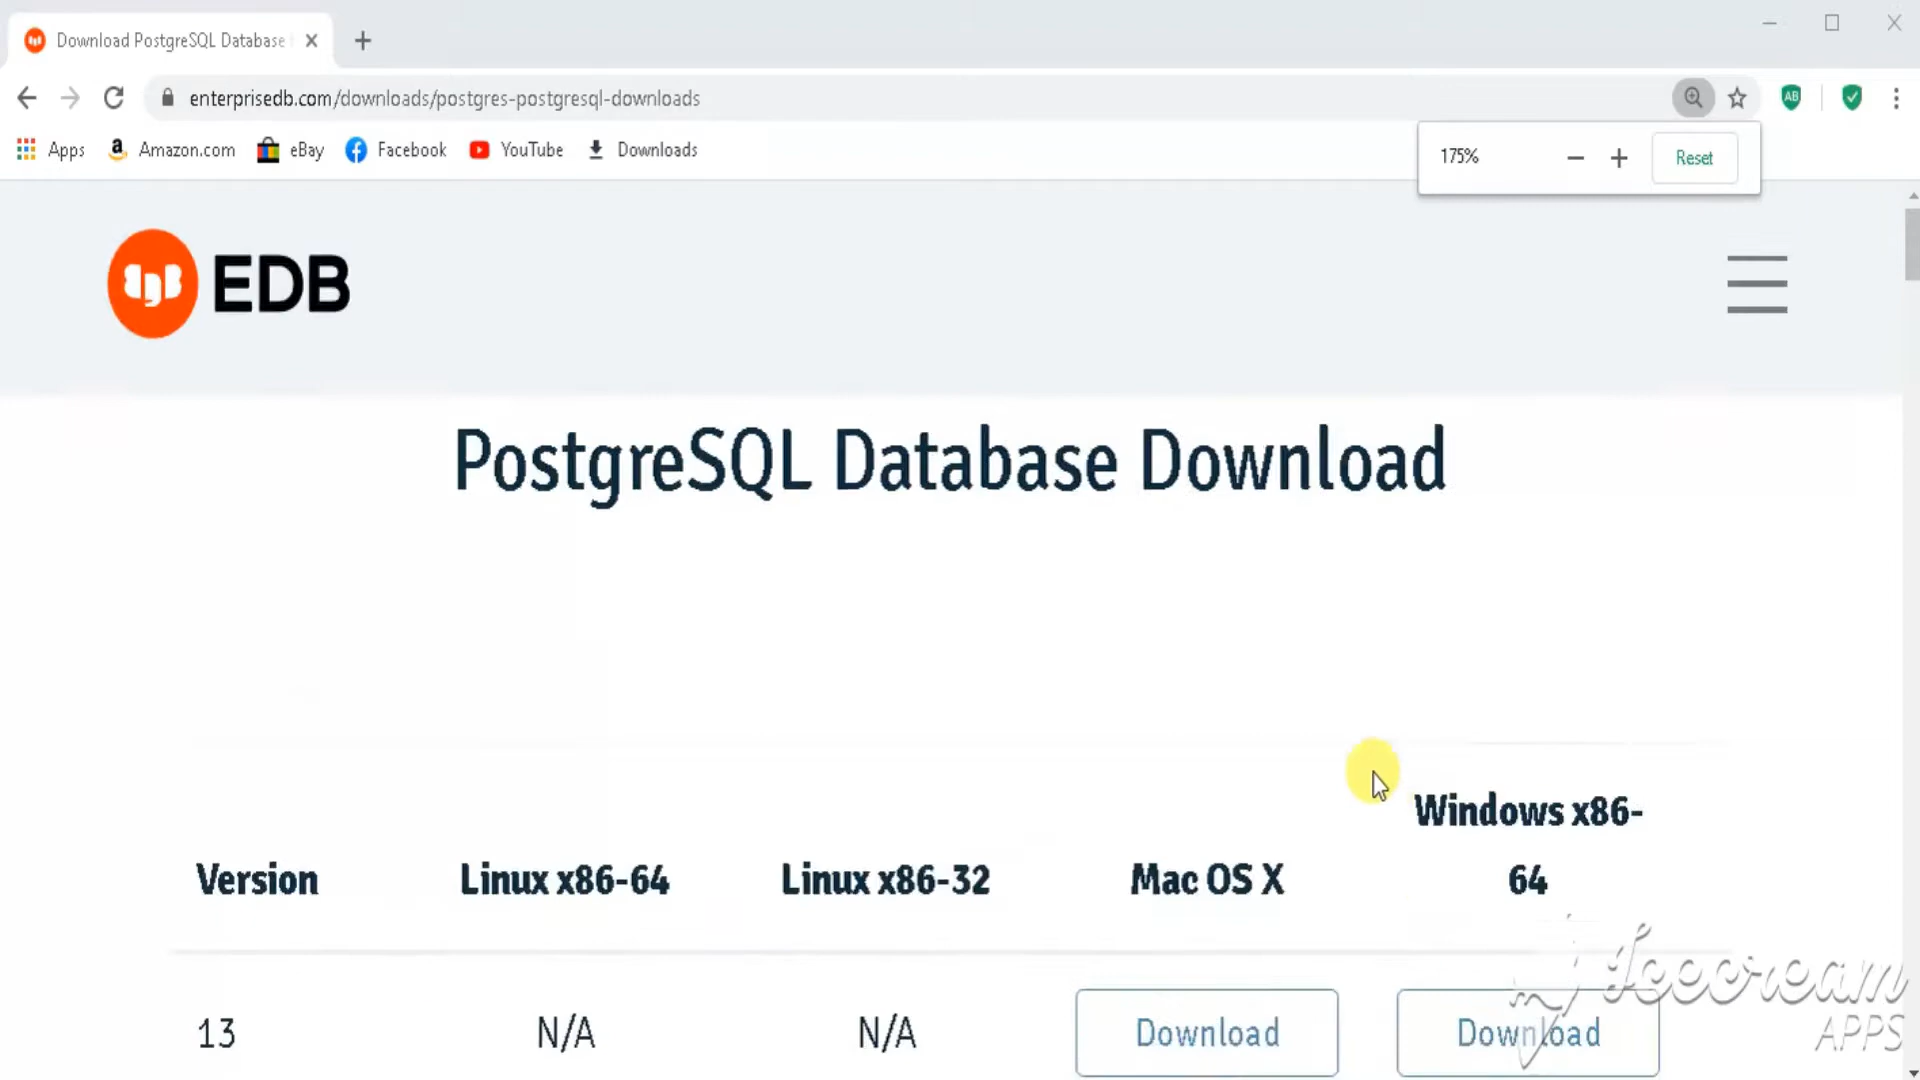 Download PostgreSQL Database
enterprisedb.com/downloads/postgres-postgresql-downloads
AB
Apps
a Amazon.com
eBay
Facebook
YouTube
Downloads
175%
Reset
EDB
PostgreSQL Database Download
Version
Linux x86-64
Linux x86-32
Mac OS X
Windows x86-
64
13
N/A
N/A
Download
Download
Icecream
APPS